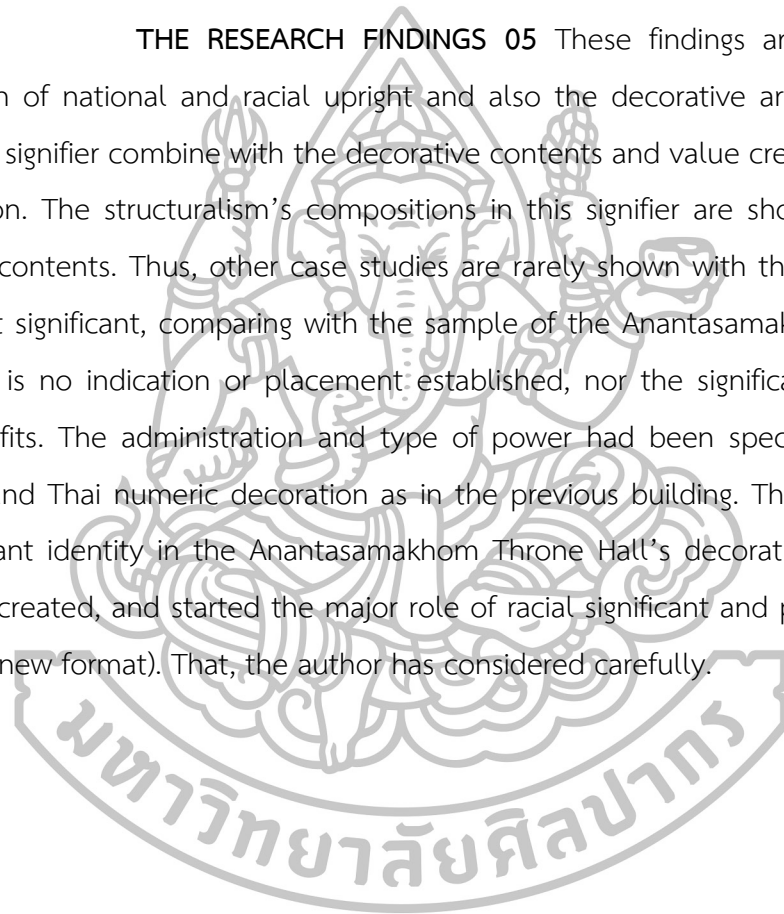 THE RESEARCH FINDINGS 05 These findings ar
n of national and racial upright and also the decorative ar
signifier combine with the decorative contents and value cre
on. The structuralism's compositions in this signifier are sho
contents. Thus, other case studies are rarely shown with th
t significant, comparing with the sample of the Anantasamak
is no indication or placement established, nor the significa
fits. The administration and type of power had been spec
and Thai numeric decoration as in the previous building. Th
ant identity in the Anantasamakhom Throne Hall's decorat
created, and started the major role of racial significant and p
new format). That, the author has considered carefully.
มหาวิทยาลัยศิลปากร